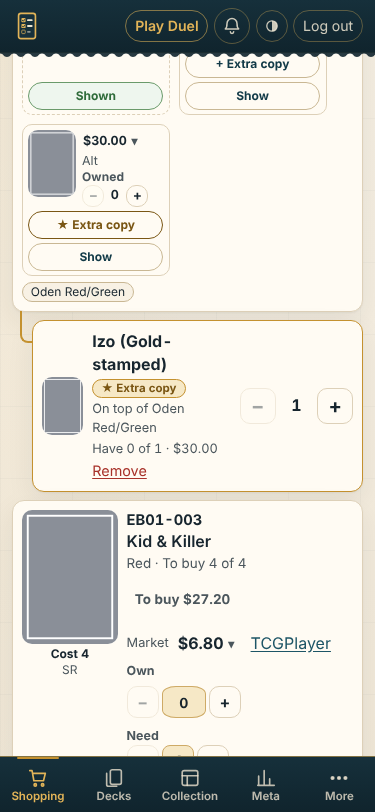 Play Duel
Log out
Shown
+ Extra copy
Show
$30.00 ▾
Alt
Owned
− 0 +
★ Extra copy
Show
Oden Red/Green
Izo (Gold-
stamped)
★ Extra copy
On top of Oden
Red/Green
Have 0 of 1 · $30.00
Remove
− 1 +
EB01-003
Kid & Killer
Red · To buy 4 of 4
To buy $27.20
Market $6.80 ▾ TCGPlayer
Cost 4
SR
Own
− 0 +
Need
Shopping
Decks
Collection
Meta
More